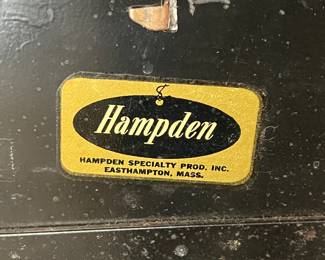 Hampden
HAMPDEN SPECIALTY PROD. INC.
EASTHAMPTON, MASS.